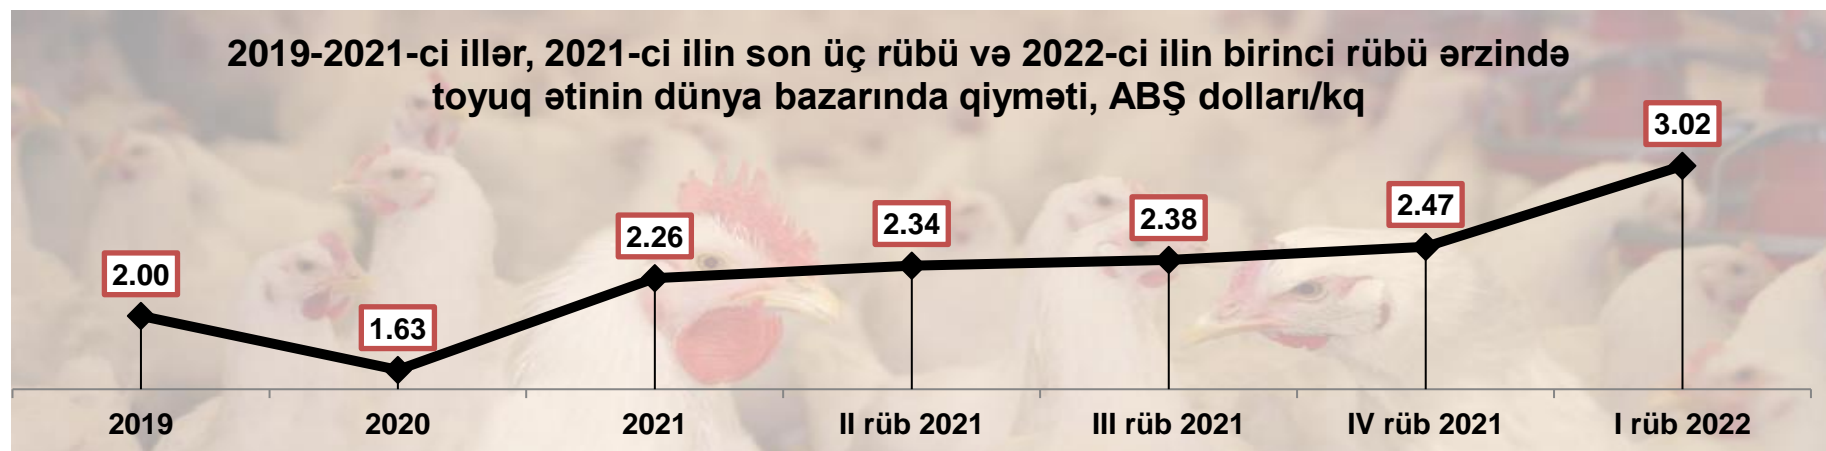 2019-2021-ci illər, 2021-ci ilin son üç rübü və 2022-ci ilin birinci rübü ərzində
toyuq ətinin dünya bazarında qiyməti, ABŞ dolları/kq
3.02
2.47
2.38
2.34
2.26
2.00
1.63
2019 2020 2021 II rüb 2021 III rüb 2021 IV rüb 2021 I rüb 2022